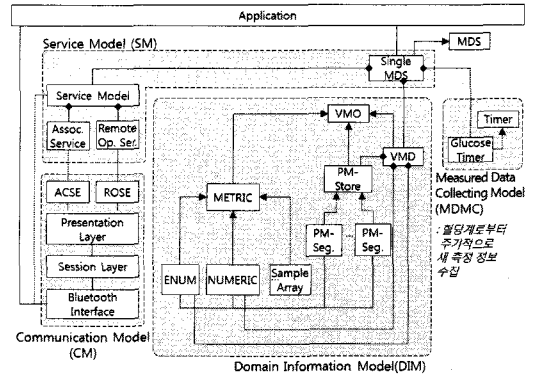 Application
Service Model (SM)
Single
MDS
MDS
Service Model
Assoc.
Service
Remote
Op. Ser.
VMO
VMD
Timer
Glucose
Timer
Measured Data
Collecting Model
(MDMC)
: 혈당계로부터
주기적으로
새 측정 정보
수집
ACSE
ROSE
METRIC
PM-
Store
Presentation
Layer
PM-
Seg.
PM-
Seg.
Session Layer
ENUM
NUMERIC
Sample
Array
Bluetooth
Interface
Communication Model
(CM)
Domain Information Model(DIM)